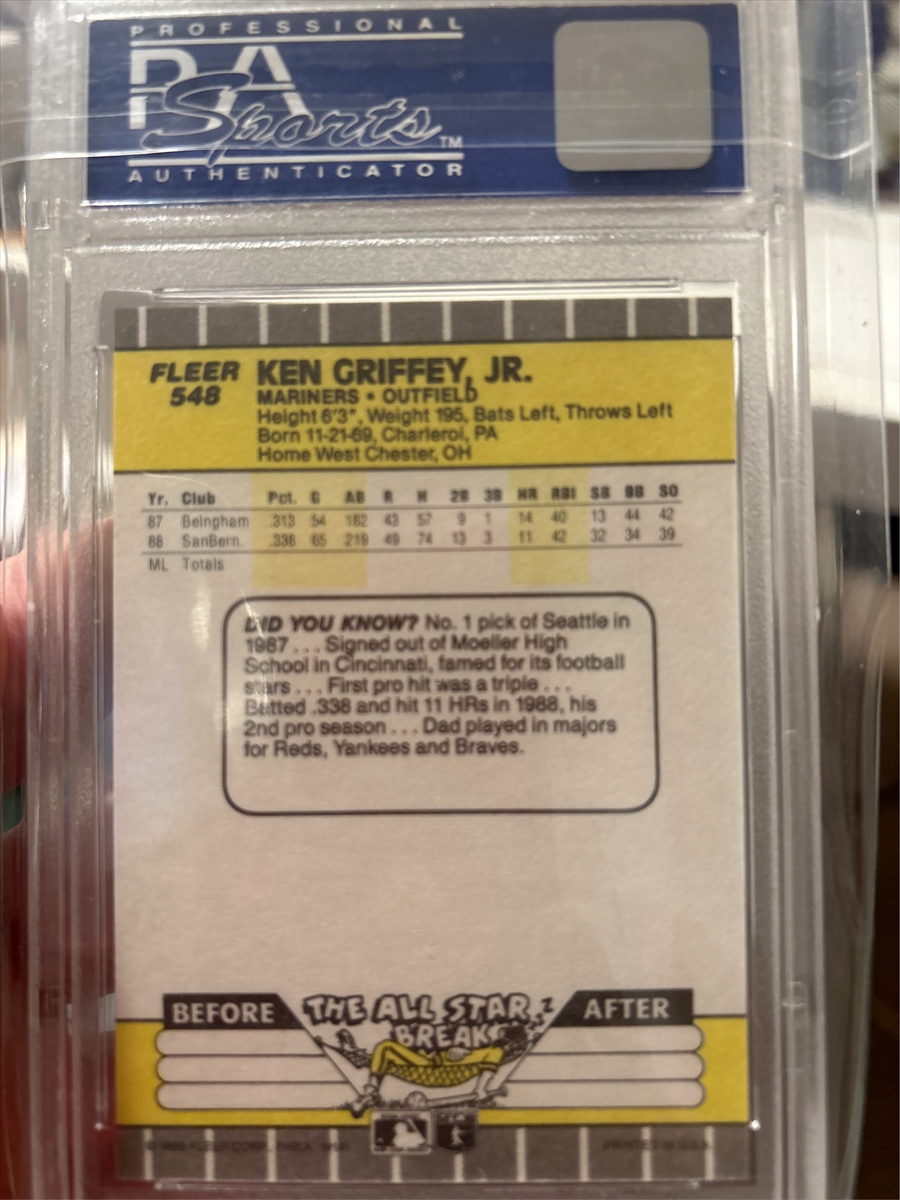 PROFESSIONAL
Sports™
AUTHENTICATOR
FLEER
548
KEN GRIFFEY, JR.
MARINERS • OUTFIELD
Height 6'3", Weight 195, Bats Left, Throws Left
Born 11-21-69, Charleroi, PA
Home West Chester, OH
Yr. Club Pct. G AB R H 2B 3B HR RBI SB BB SO
87 Belngham .313 54 182 43 57 9 1 14 40 13 44 42
88 SanBern. .338 65 219 49 74 13 3 11 42 32 34 39
ML Totals
DID YOU KNOW? No. 1 pick of Seattle in
1987 . . . Signed out of Moeller High
School in Cincinnati, famed for its football
stars . . . First pro hit was a triple . . .
Batted .338 and hit 11 HRs in 1988, his
2nd pro season . . . Dad played in majors
for Reds, Yankees and Braves.
BEFORE
THE ALL STAR
BREAK
AFTER
PRINTED IN U.S.A.